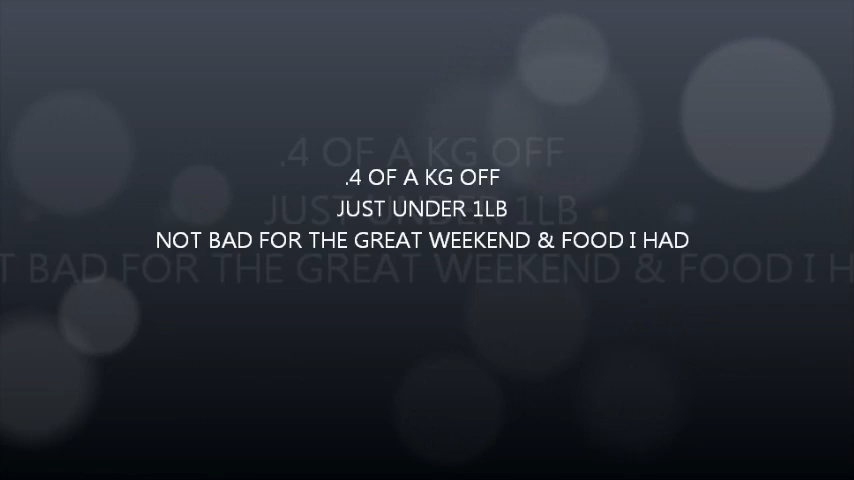 .4 OF A KG OFF
JUST UNDER 1LB
NOT BAD FOR THE GREAT WEEKEND & FOOD I HAD